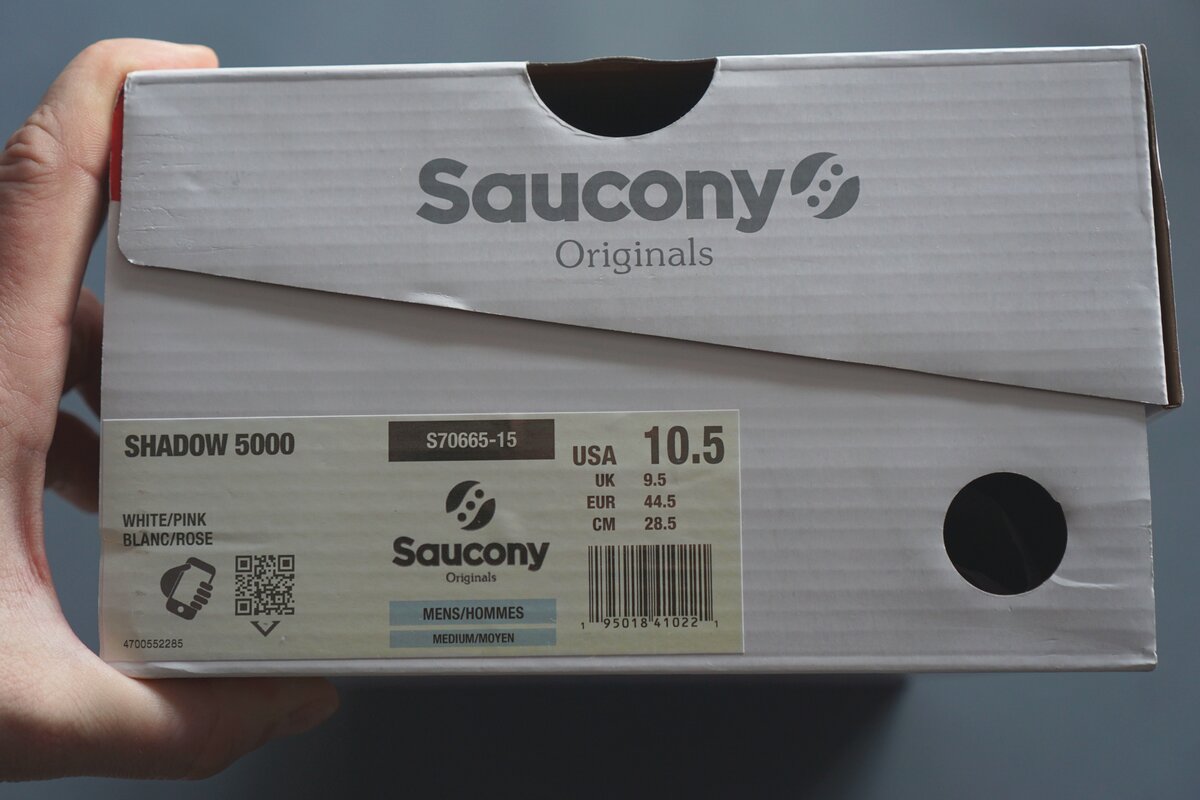 Saucony
Originals
SHADOW 5000
S70665-15
USA 10.5
UK 9.5
EUR 44.5
CM 28.5
WHITE/PINK
BLANC/ROSE
Saucony
Originals
MENS/HOMMES
MEDIUM/MOYEN
1 95018 41022 1
4700552285